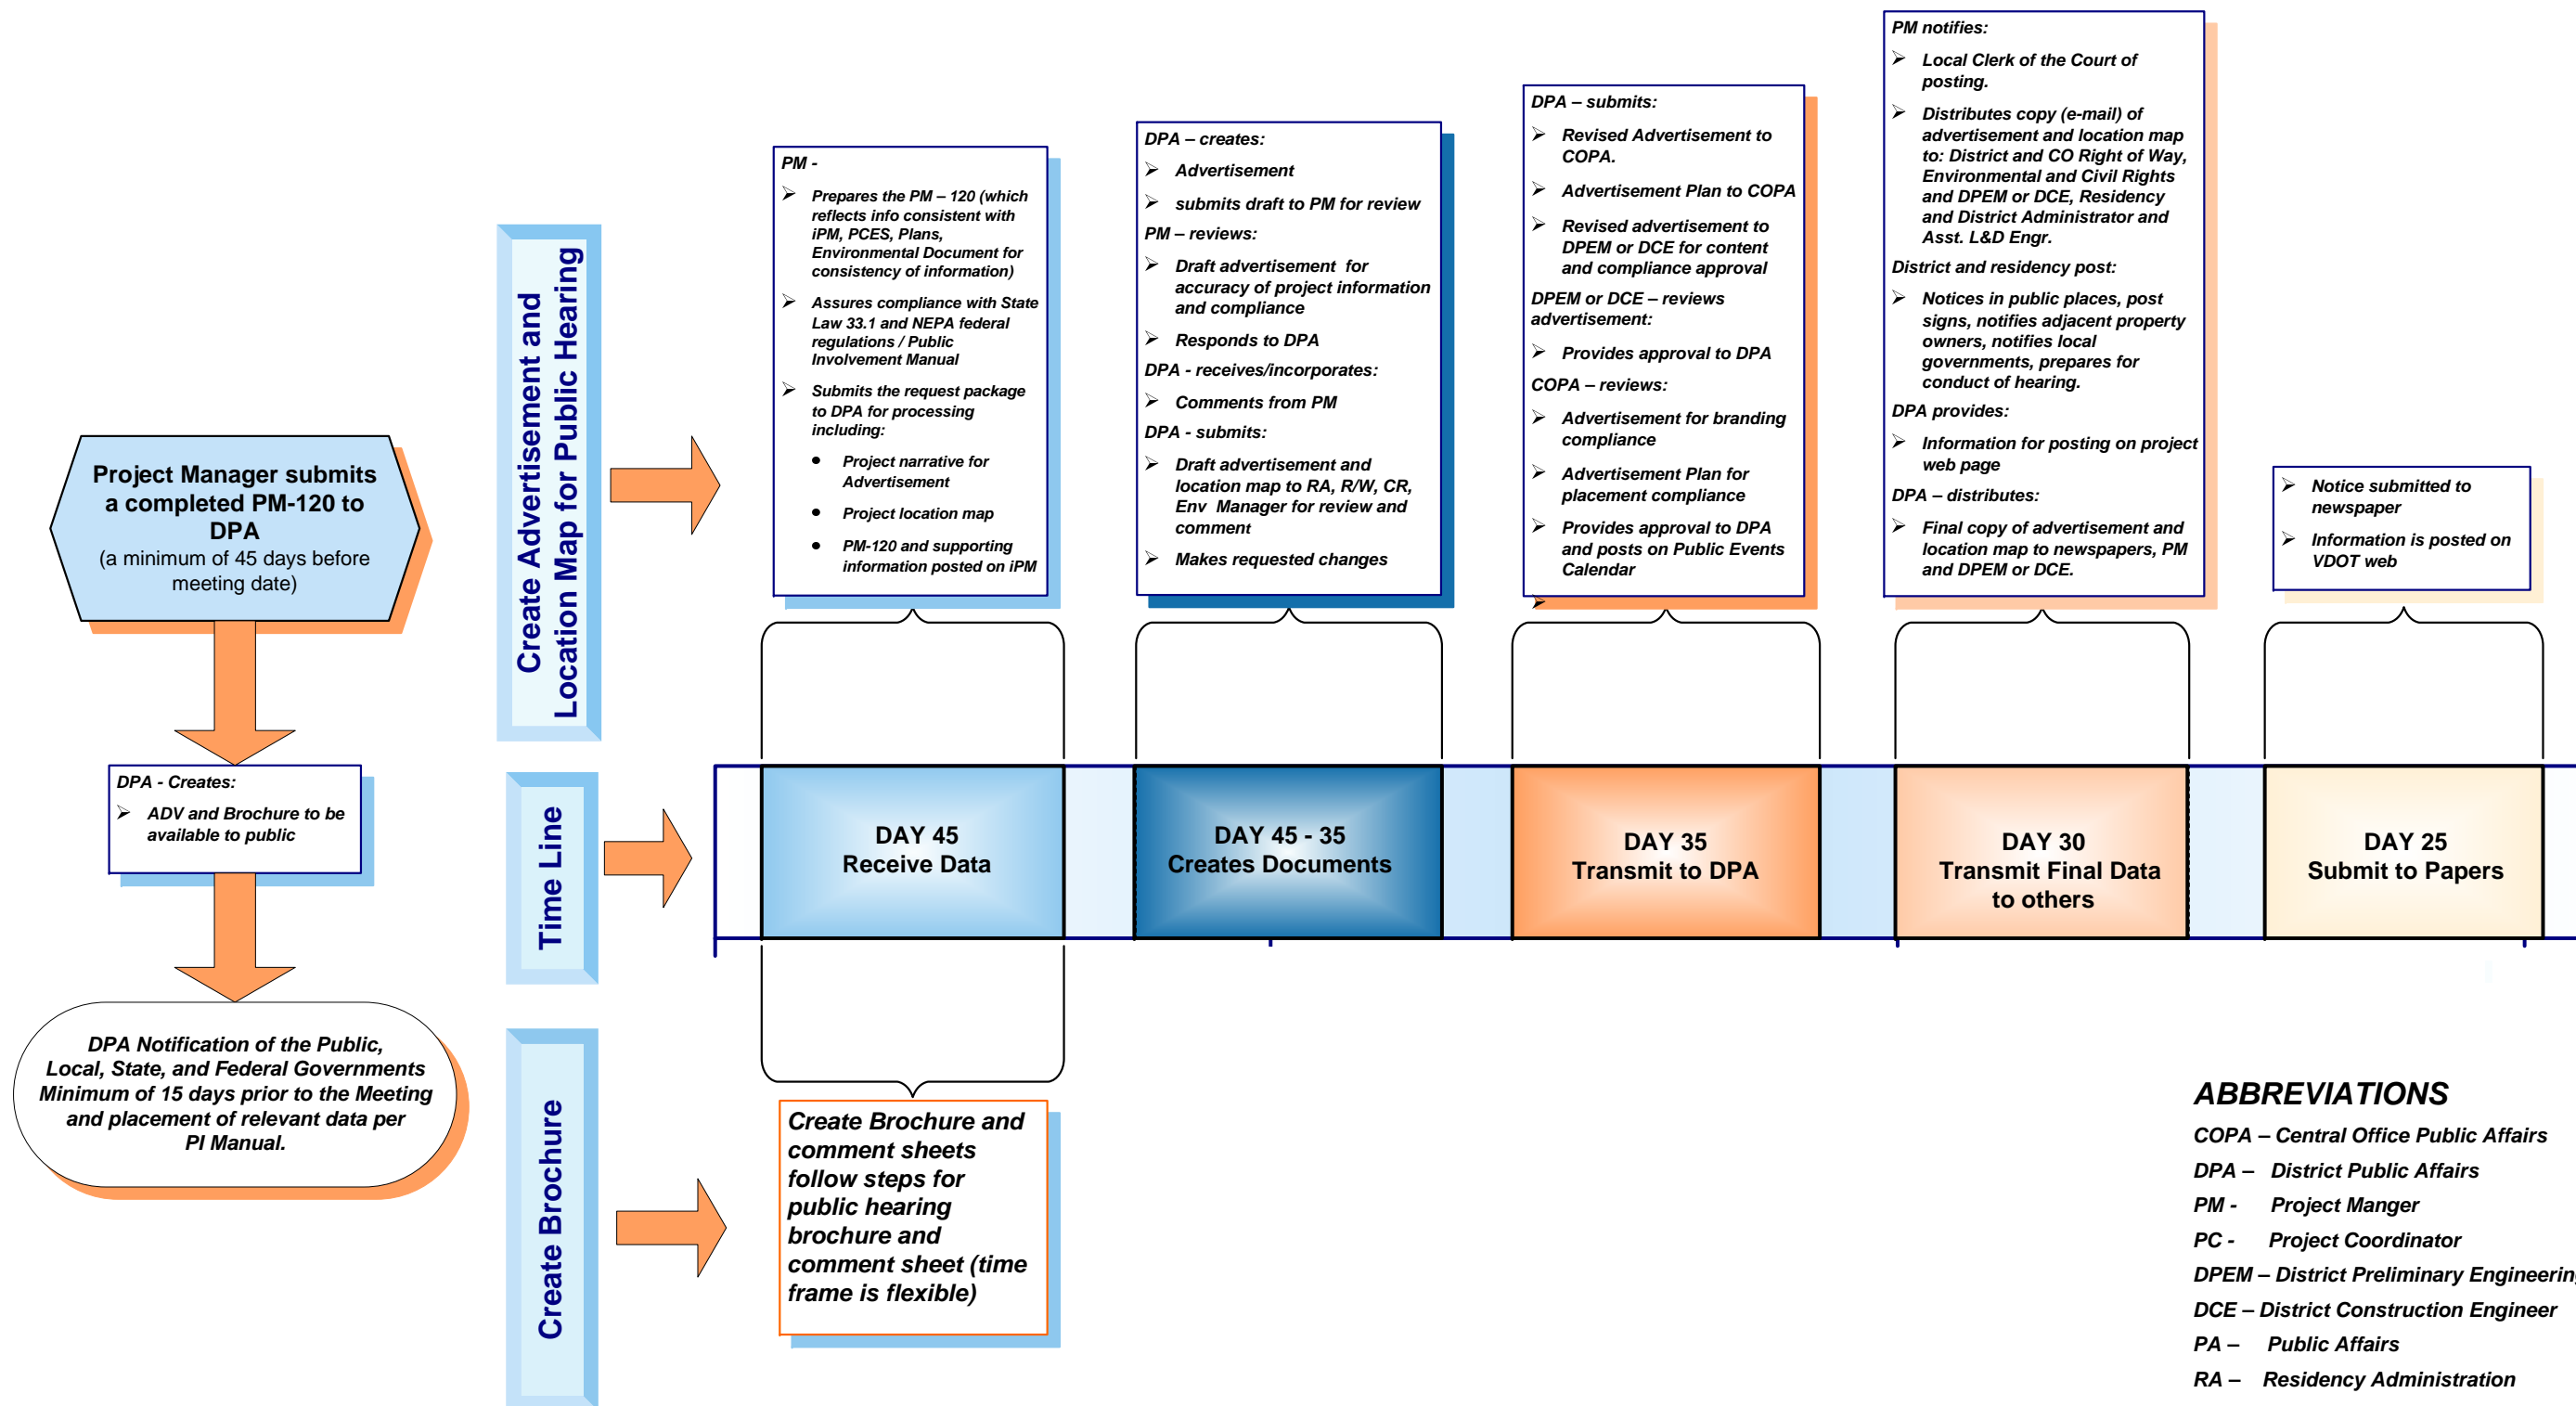 Project Manager submits
a completed PM-120 to
DPA
(a minimum of 45 days before
meeting date)
DPA - Creates:
➢ ADV and Brochure to be
available to public
DPA Notification of the Public,
Local, State, and Federal Governments
Minimum of 15 days prior to the Meeting
and placement of relevant data per
PI Manual.
Create Advertisement and
Location Map for Public Hearing
PM -
➢ Prepares the PM – 120 (which
reflects info consistent with
iPM, PCES, Plans,
Environmental Document for
consistency of information)
➢ Assures compliance with State
Law 33.1 and NEPA federal
regulations / Public
Involvement Manual
➢ Submits the request package
to DPA for processing
including:
• Project narrative for
Advertisement
• Project location map
• PM-120 and supporting
information posted on iPM
DPA – creates:
➢ Advertisement
➢ submits draft to PM for review
PM – reviews:
➢ Draft advertisement for
accuracy of project information
and compliance
➢ Responds to DPA
DPA - receives/incorporates:
➢ Comments from PM
DPA - submits:
➢ Draft advertisement and
location map to RA, R/W, CR,
Env Manager for review and
comment
➢ Makes requested changes
DPA – submits:
➢ Revised Advertisement to
COPA.
➢ Advertisement Plan to COPA
➢ Revised advertisement to
DPEM or DCE for content
and compliance approval
DPEM or DCE – reviews
advertisement:
➢ Provides approval to DPA
COPA – reviews:
➢ Advertisement for branding
compliance
➢ Advertisement Plan for
placement compliance
➢ Provides approval to DPA
and posts on Public Events
Calendar
➢
PM notifies:
➢ Local Clerk of the Court of
posting.
➢ Distributes copy (e-mail) of
advertisement and location map
to: District and CO Right of Way,
Environmental and Civil Rights
and DPEM or DCE, Residency
and District Administrator and
Asst. L&D Engr.
District and residency post:
➢ Notices in public places, post
signs, notifies adjacent property
owners, notifies local
governments, prepares for
conduct of hearing.
DPA provides:
➢ Information for posting on project
web page
DPA – distributes:
➢ Final copy of advertisement and
location map to newspapers, PM
and DPEM or DCE.
➢ Notice submitted to
newspaper
➢ Information is posted on
VDOT web
Time Line
DAY 45
Receive Data
DAY 45 - 35
Creates Documents
DAY 35
Transmit to DPA
DAY 30
Transmit Final Data
to others
DAY 25
Submit to Papers
Create Brochure
Create Brochure and
comment sheets
follow steps for
public hearing
brochure and
comment sheet (time
frame is flexible)
ABBREVIATIONS
COPA – Central Office Public Affairs
DPA – District Public Affairs
PM - Project Manger
PC - Project Coordinator
DPEM – District Preliminary Engineering
DCE – District Construction Engineer
PA – Public Affairs
RA – Residency Administration